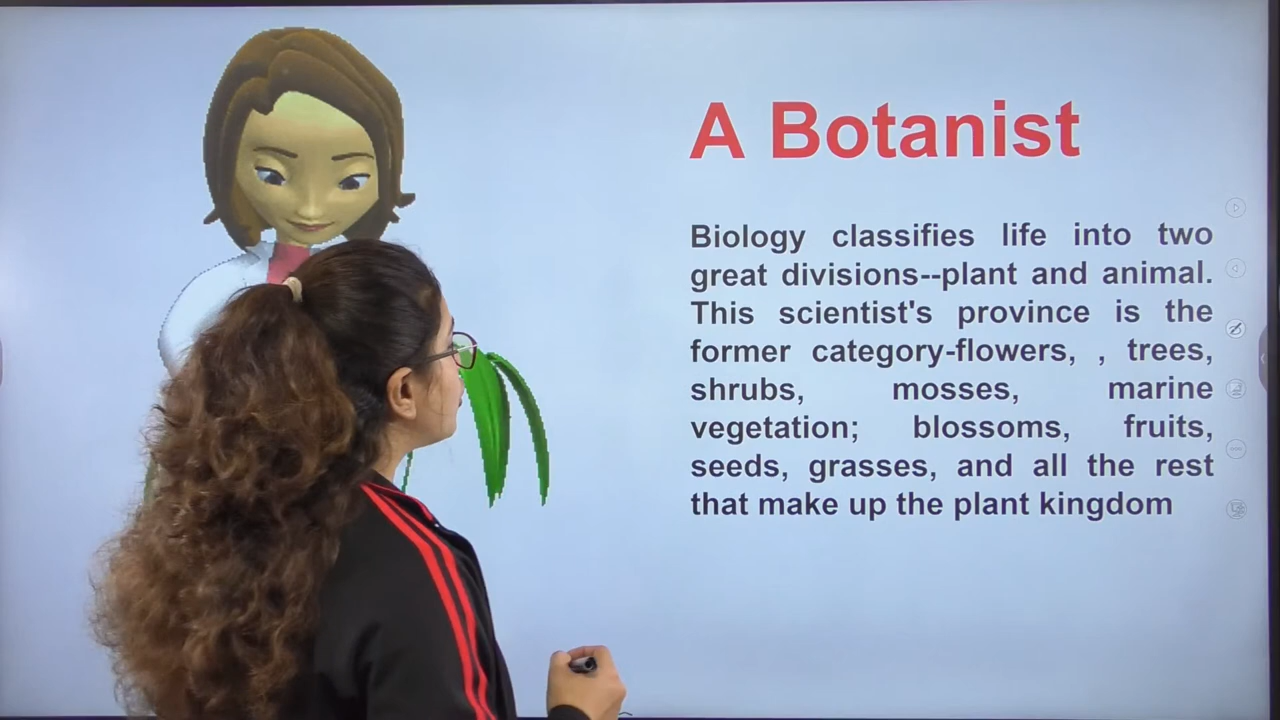 A Botanist
Biology classifies life into two
great divisions--plant and animal.
This scientist's province is the
former category-flowers, , trees,
shrubs, mosses, marine
vegetation; blossoms, fruits,
seeds, grasses, and all the rest
that make up the plant kingdom